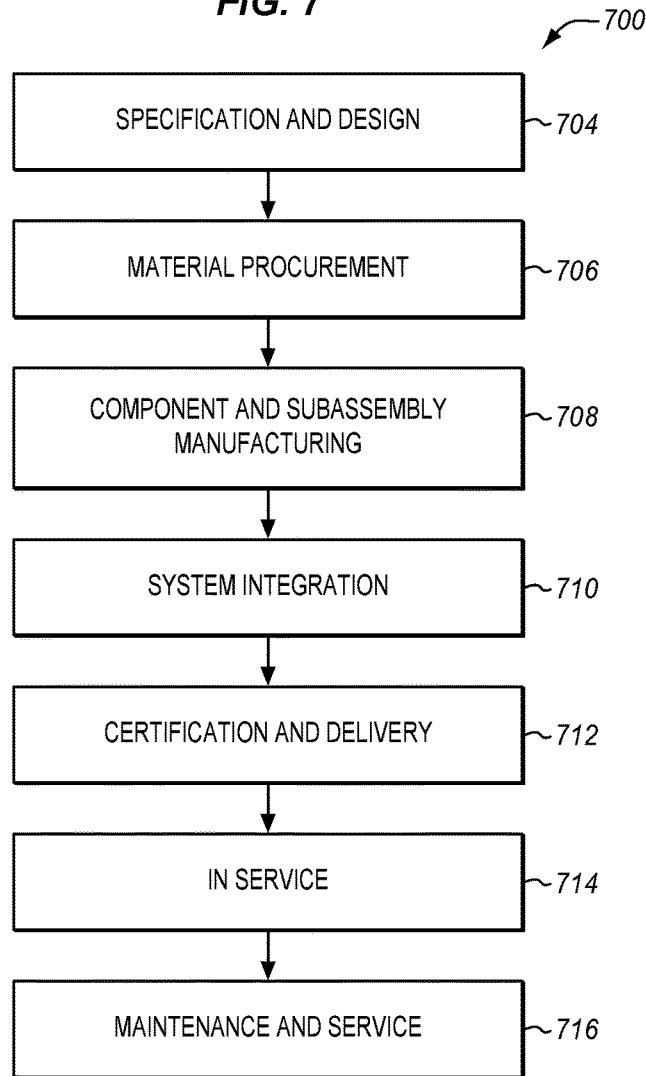 FIG. 7
700
SPECIFICATION AND DESIGN
704
MATERIAL PROCUREMENT
706
COMPONENT AND SUBASSEMBLY
MANUFACTURING
708
SYSTEM INTEGRATION
710
CERTIFICATION AND DELIVERY
712
IN SERVICE
714
MAINTENANCE AND SERVICE
716